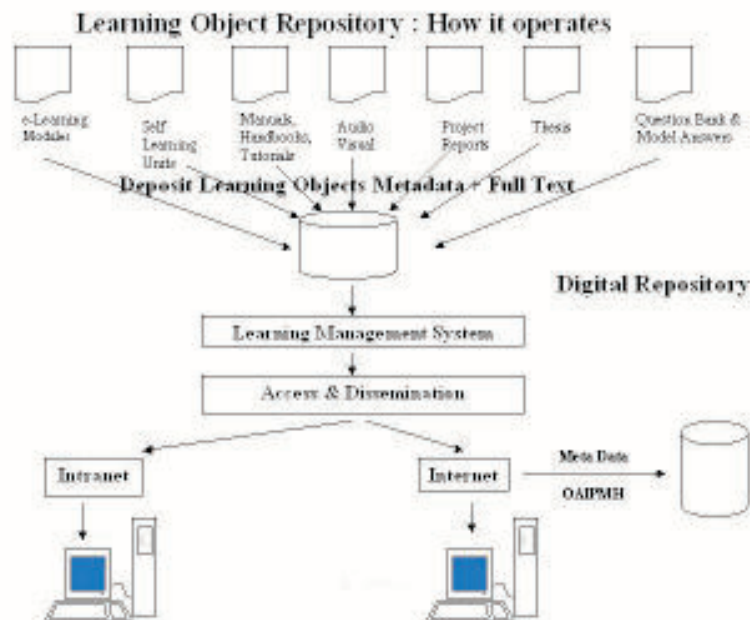 Learning Object Repository : How it operates
e-Learning
Modules
Self
Learning
Units
Manuals,
Handbooks,
Tutorials
Audio
Visual
Project
Reports
Thesis
Question Bank &
Model Answers
Deposit Learning Objects Metadata + Full Text
Digital Repository
Learning Management System
Access & Dissemination
Intranet
Internet
Meta Data
OAIPMH